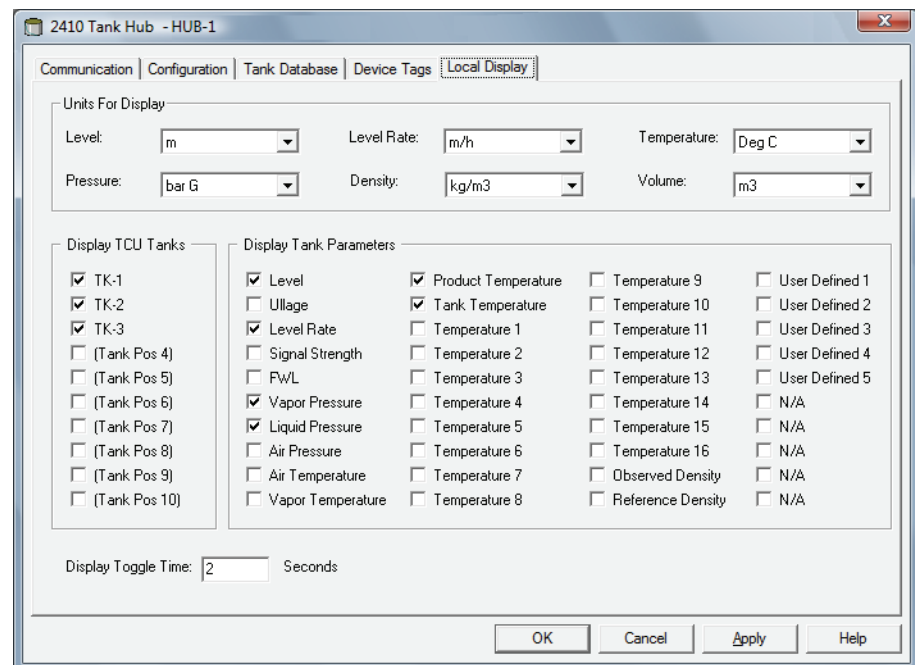 2410 Tank Hub - HUB-1
Communication Configuration Tank Database Device Tags Local Display
Units For Display
Level: m Level Rate: m/h Temperature: Deg C
Pressure: bar G Density: kg/m3 Volume: m3
Display TCU Tanks
TK-1
TK-2
TK-3
(Tank Pos 4)
(Tank Pos 5)
(Tank Pos 6)
(Tank Pos 7)
(Tank Pos 8)
(Tank Pos 9)
(Tank Pos 10)
Display Tank Parameters
Level Product Temperature Temperature 9 User Defined 1
Ullage Tank Temperature Temperature 10 User Defined 2
Level Rate Temperature 1 Temperature 11 User Defined 3
Signal Strength Temperature 2 Temperature 12 User Defined 4
FWL Temperature 3 Temperature 13 User Defined 5
Vapor Pressure Temperature 4 Temperature 14 N/A
Liquid Pressure Temperature 5 Temperature 15 N/A
Air Pressure Temperature 6 Temperature 16 N/A
Air Temperature Temperature 7 Observed Density N/A
Vapor Temperature Temperature 8 Reference Density N/A
Display Toggle Time: 2 Seconds
OK Cancel Apply Help